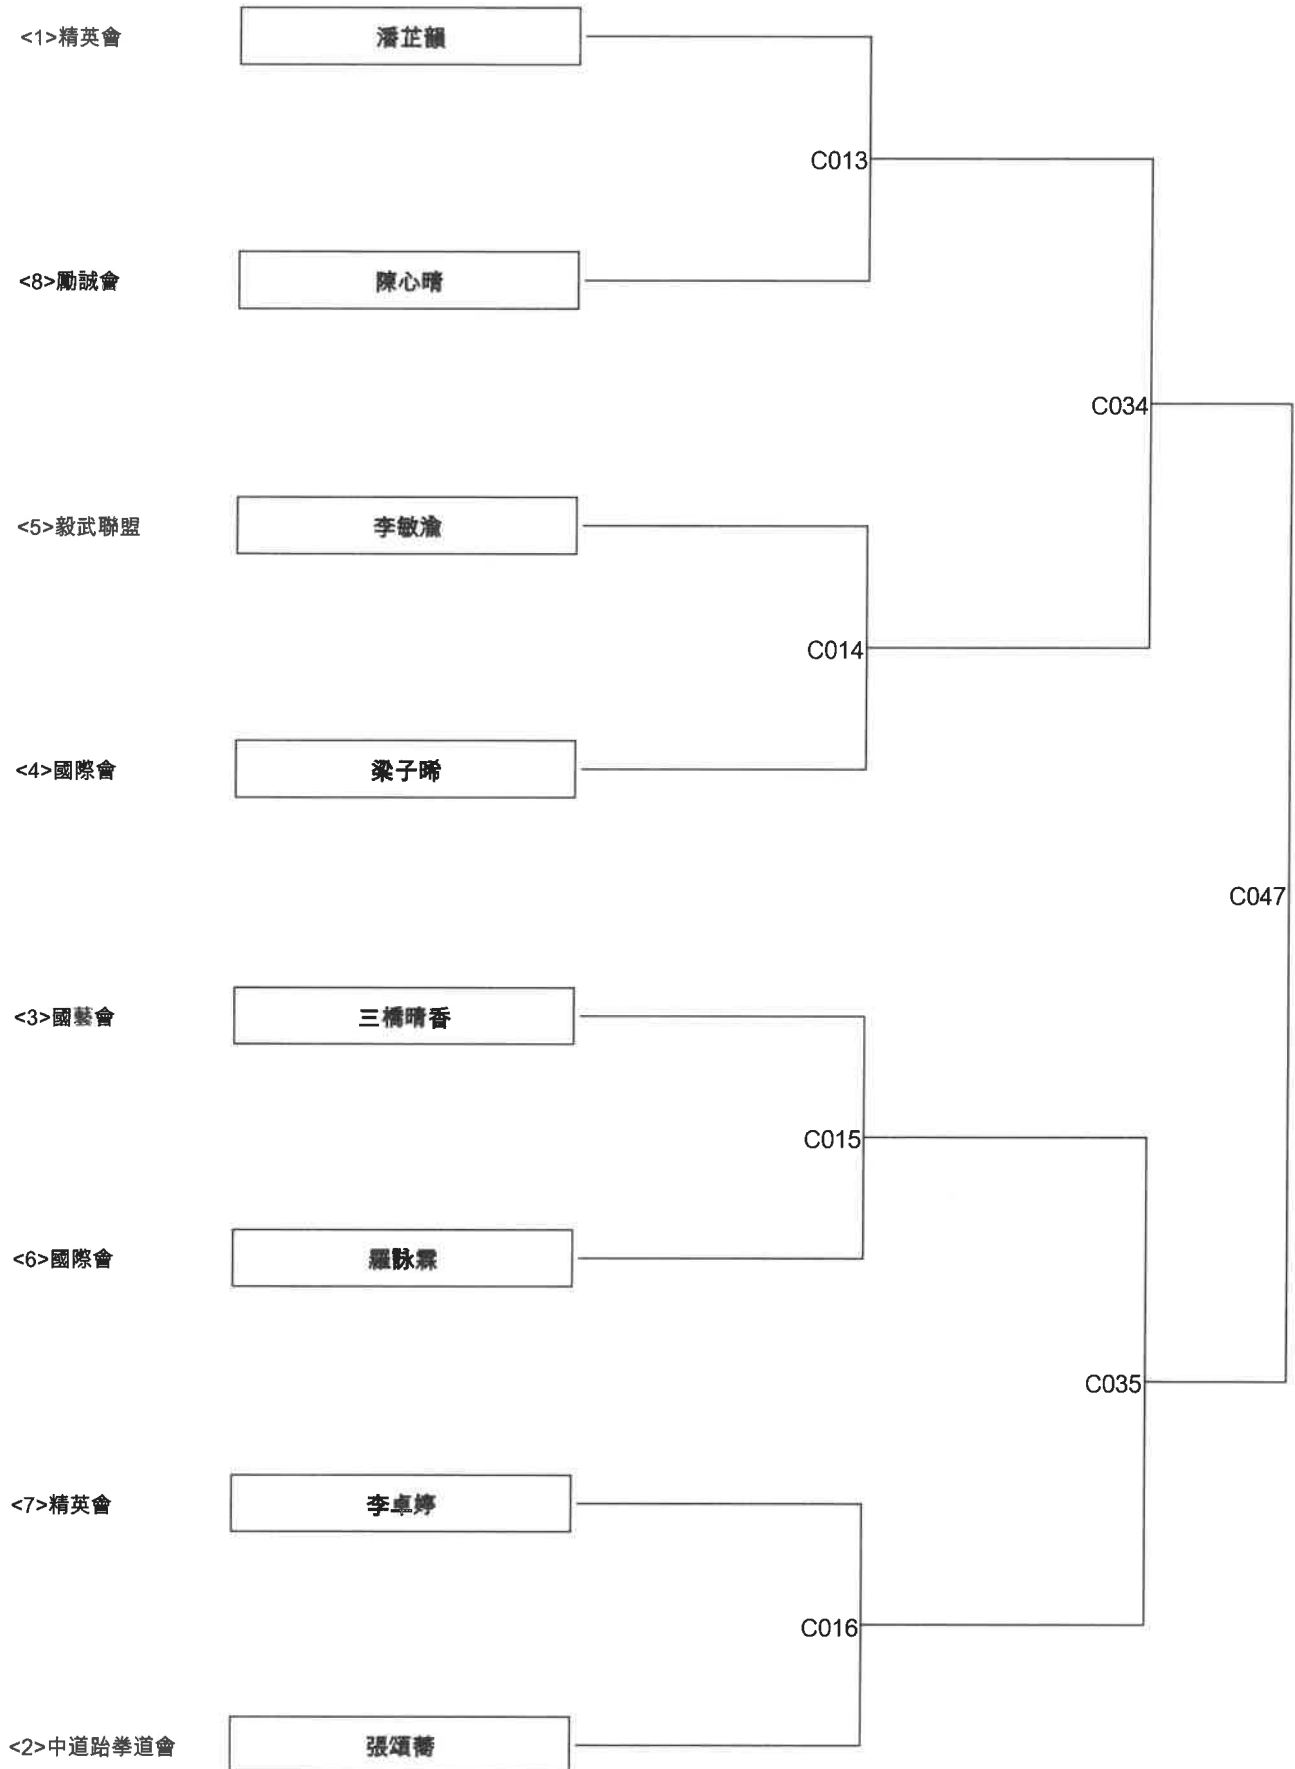 <1>精英會 潘芷韻
C013
<8>勵誠會 陳心晴
C034
<5>毅武聯盟 李敏渝
C014
<4>國際會 梁子晞
C047
<3>國藝會 三橋晴香
C015
<6>國際會 羅詠霖
C035
<7>精英會 李卓婷
C016
<2>中道跆拳道會 張頌蕎